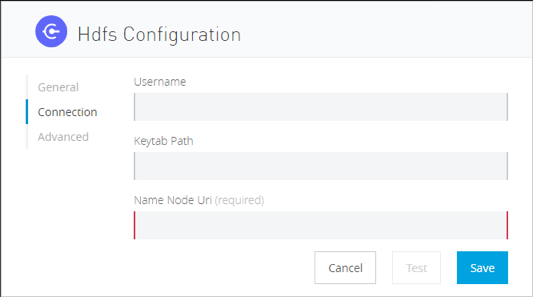 Hdfs Configuration
General
Connection
Advanced
Username
Keytab Path
Name Node Uri (required)
Cancel
Test
Save